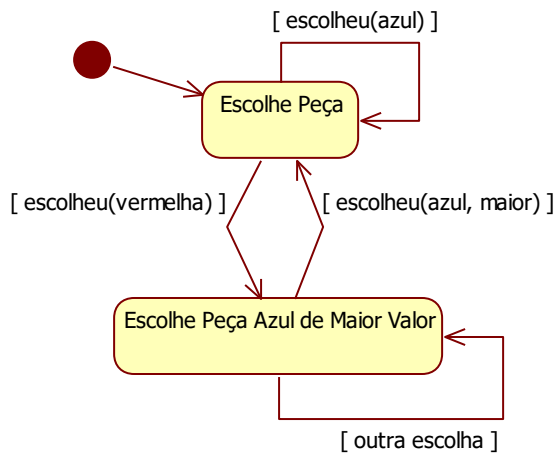 [ escolheu(azul) ]
Escolhe Peça
[ escolheu(vermelha) ]
[ escolheu(azul, maior) ]
Escolhe Peça Azul de Maior Valor
[ outra escolha ]